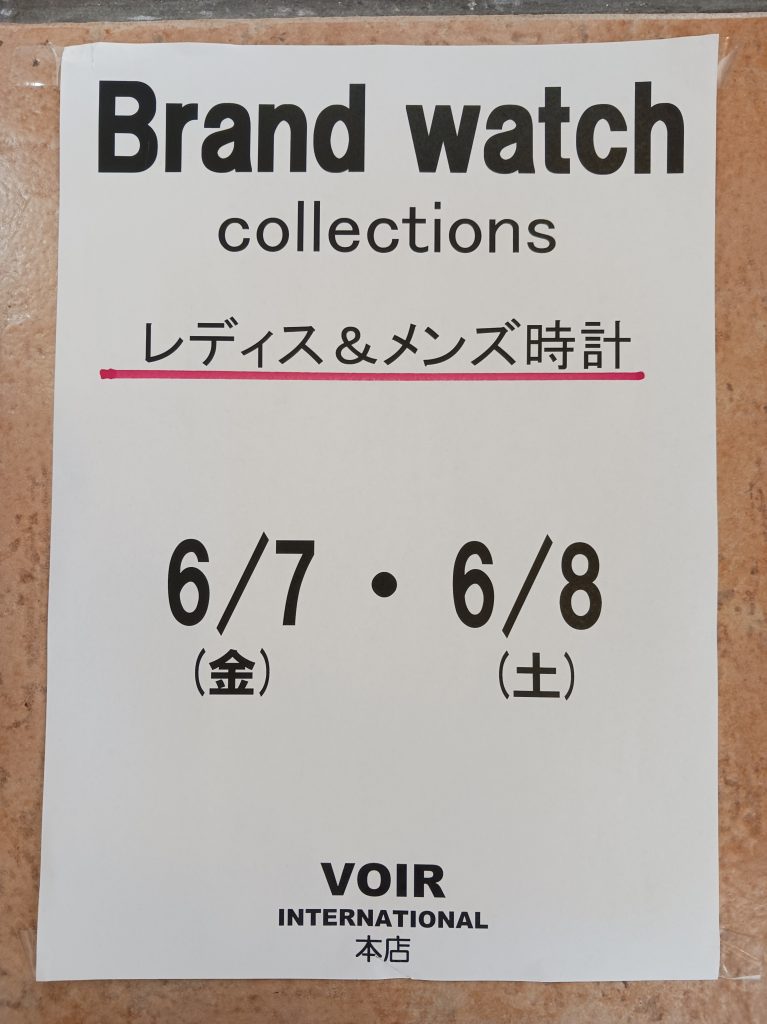 Brand watch
collections
レディス＆メンズ時計
6/7・6/8
(金) (土)
VOIR
INTERNATIONAL
本店